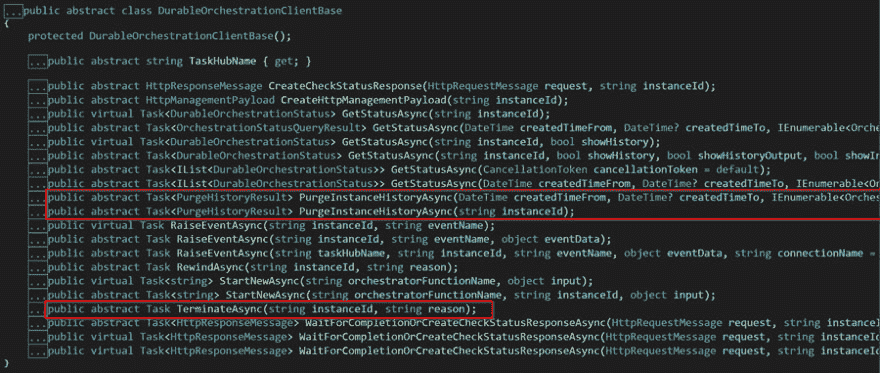 ...public abstract class DurableOrchestrationClientBase
{
protected DurableOrchestrationClientBase();
...public abstract string TaskHubName { get; }
...public abstract HttpResponseMessage CreateCheckStatusResponse(HttpRequestMessage request, string instanceId);
...public abstract HttpManagementPayload CreateHttpManagementPayload(string instanceId);
...public virtual Task<DurableOrchestrationStatus> GetStatusAsync(string instanceId);
...public abstract Task<OrchestrationStatusQueryResult> GetStatusAsync(DateTime createdTimeFrom, DateTime? createdTimeTo, IEnumerable<Orches
...public virtual Task<DurableOrchestrationStatus> GetStatusAsync(string instanceId, bool showHistory);
...public abstract Task<DurableOrchestrationStatus> GetStatusAsync(string instanceId, bool showHistory, bool showHistoryOutput, bool showIn
...public abstract Task<IList<DurableOrchestrationStatus>> GetStatusAsync(CancellationToken cancellationToken = default);
...public abstract Task<IList<DurableOrchestrationStatus>> GetStatusAsync(DateTime createdTimeFrom, DateTime? createdTimeTo, IEnumerable<O
...public abstract Task<PurgeHistoryResult> PurgeInstanceHistoryAsync(DateTime createdTimeFrom, DateTime? createdTimeTo, IEnumerable<Orches
...public abstract Task<PurgeHistoryResult> PurgeInstanceHistoryAsync(string instanceId);
...public virtual Task RaiseEventAsync(string instanceId, string eventName);
...public abstract Task RaiseEventAsync(string instanceId, string eventName, object eventData);
...public abstract Task RaiseEventAsync(string taskHubName, string instanceId, string eventName, object eventData, string connectionName =
...public abstract Task RewindAsync(string instanceId, string reason);
...public virtual Task<string> StartNewAsync(string orchestratorFunctionName, object input);
...public abstract Task<string> StartNewAsync(string orchestratorFunctionName, string instanceId, object input);
...public abstract Task TerminateAsync(string instanceId, string reason);
...public abstract Task<HttpResponseMessage> WaitForCompletionOrCreateCheckStatusResponseAsync(HttpRequestMessage request, string instanceI
...public virtual Task<HttpResponseMessage> WaitForCompletionOrCreateCheckStatusResponseAsync(HttpRequestMessage request, string instanceId
...public virtual Task<HttpResponseMessage> WaitForCompletionOrCreateCheckStatusResponseAsync(HttpRequestMessage request, string instanceId
}